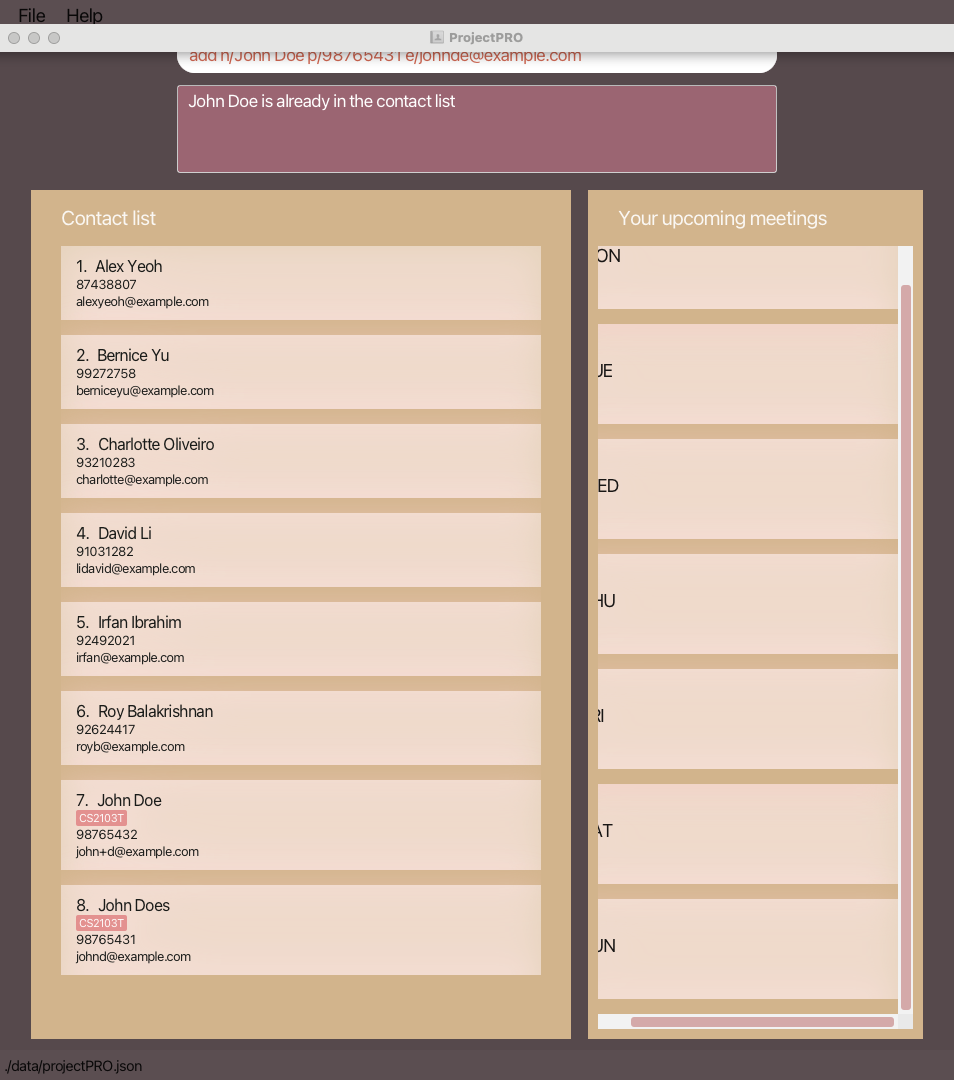 File Help
ProjectPRO
add n/John Doe p/98765431 e/johnde@example.com
John Doe is already in the contact list
Contact list
1. Alex Yeoh
87438807
alexyeoh@example.com
2. Bernice Yu
99272758
berniceyu@example.com
3. Charlotte Oliveiro
93210283
charlotte@example.com
4. David Li
91031282
lidavid@example.com
5. Irfan Ibrahim
92492021
irfan@example.com
6. Roy Balakrishnan
92624417
royb@example.com
7. John Doe
CS2103T
98765432
john+d@example.com
8. John Does
CS2103T
98765431
johnd@example.com
Your upcoming meetings
ON
UE
ED
HU
RI
AT
UN
./data/projectPRO.json